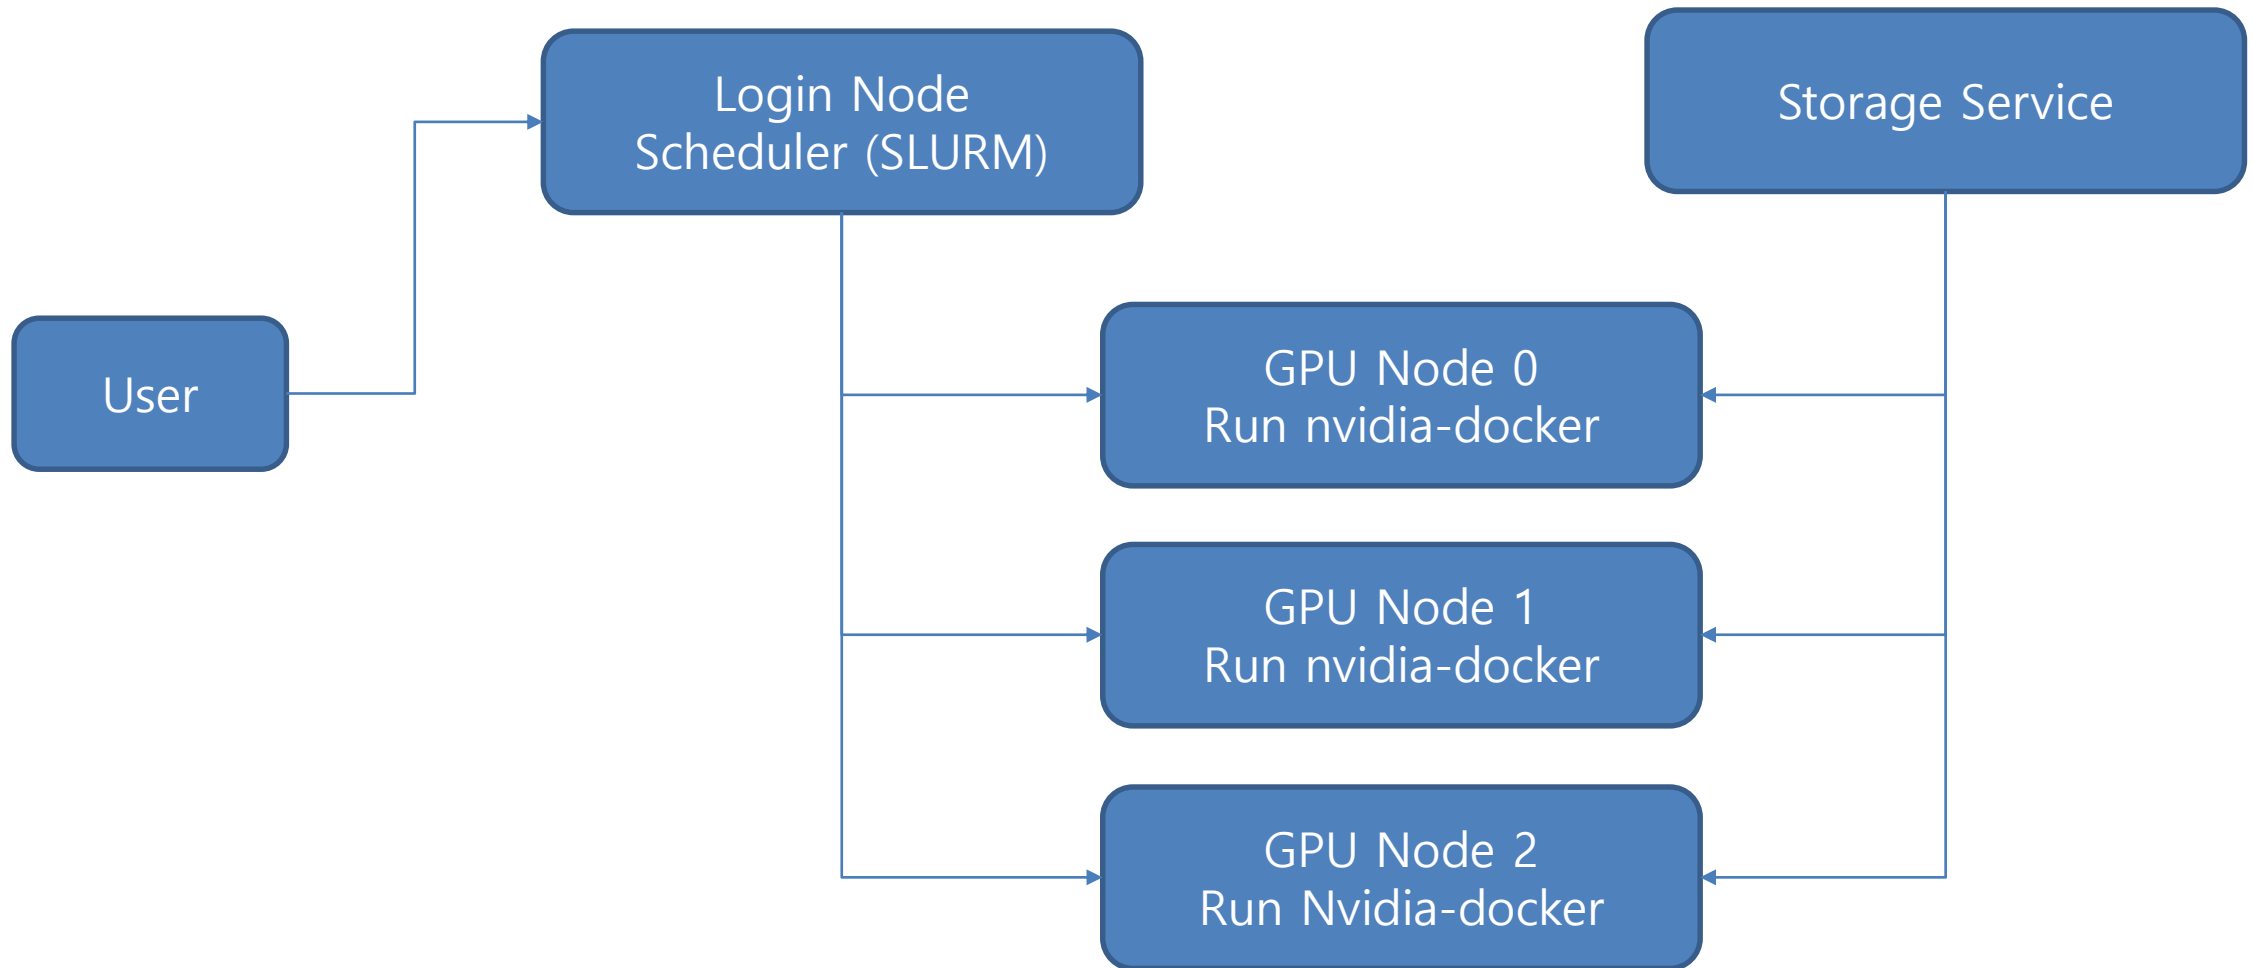 Login Node
Scheduler (SLURM)
Storage Service
User
GPU Node 0
Run nvidia-docker
GPU Node 1
Run nvidia-docker
GPU Node 2
Run Nvidia-docker